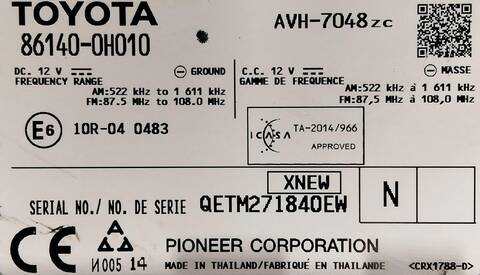 TOYOTA
86140-0H010
AVH-7048zc
DC. 12 V
GROUND
FREQUENCY RANGE
AM:522 kHz to 1 611 kHz
FM:87.5 MHz to 108.0 MHz
C.C. 12 V
MASSE
GAMME DE FREQUENCE
AM:522 kHz à 1 611 kHz
FM:87,5 MHz à 108,0 MHz
E6 10R-04 0483
ICASA
TA-2014/966
APPROVED
XNEW
N
SERIAL NO./ NO. DE SERIE QETM271840EW
CE
И005 14
PIONEER CORPORATION
MADE IN THAILAND/FABRIQUÉ EN THAÏLANDE
<CRX1788-D>